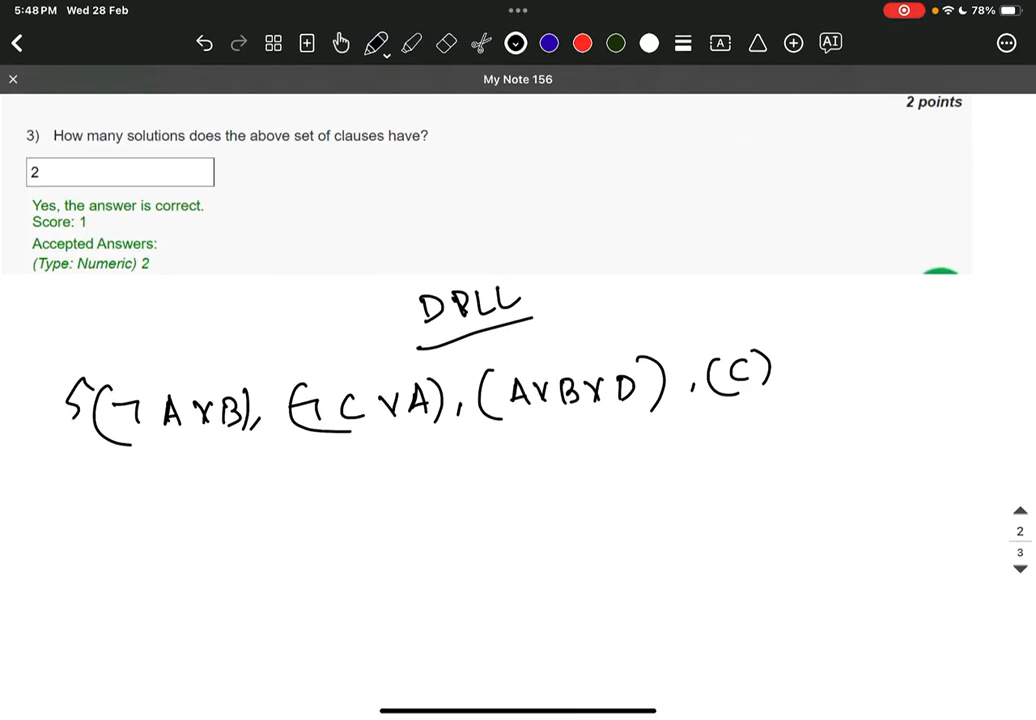 5:48 PM Wed 28 Feb
78%
A
AI
My Note 156
2 points
3) How many solutions does the above set of clauses have?
2
Yes, the answer is correct.
Score: 1
Accepted Answers:
(Type: Numeric) 2
DPLL
{(¬A∨B), (¬C∨A), (A∨B∨D), (C)
2
3